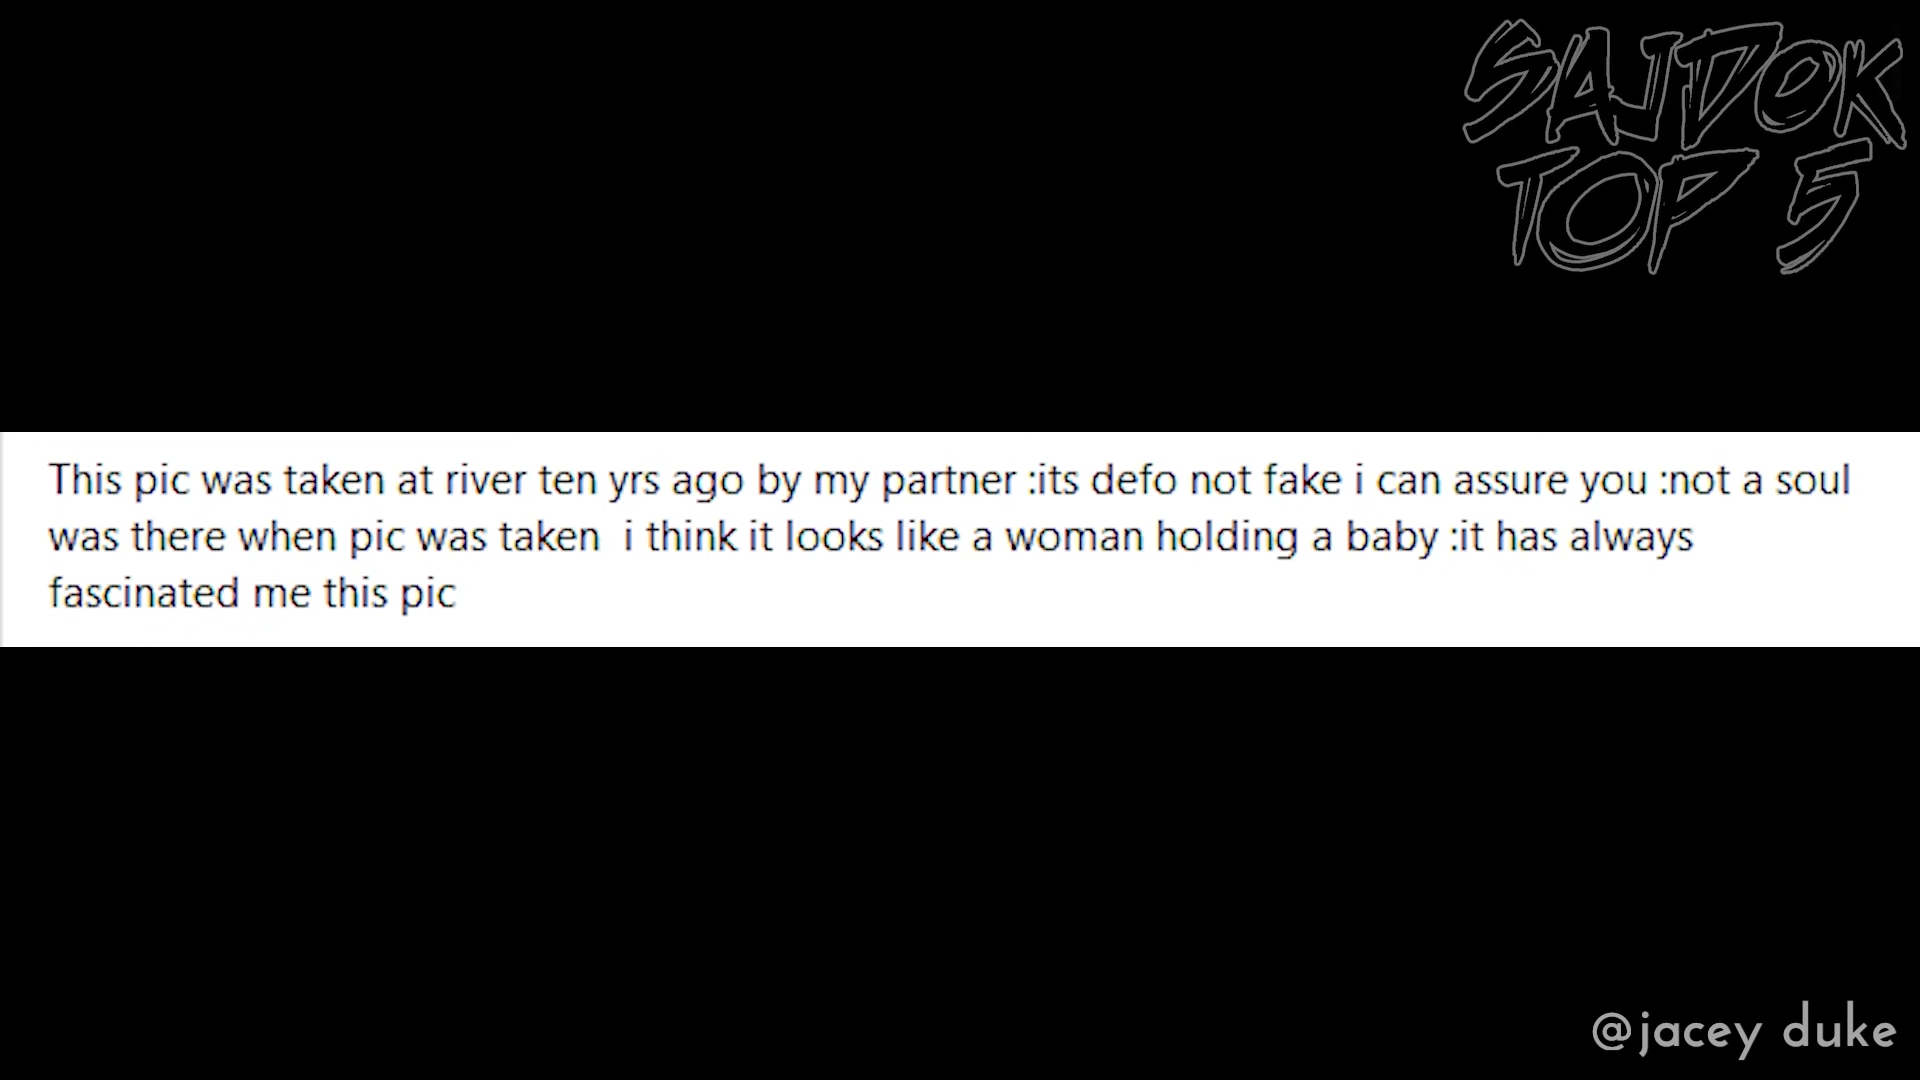 SAJDOK
TOP 5
This pic was taken at river ten yrs ago by my partner :its defo not fake i can assure you :not a soul
was there when pic was taken  i think it looks like a woman holding a baby :it has always
fascinated me this pic
@jacey duke